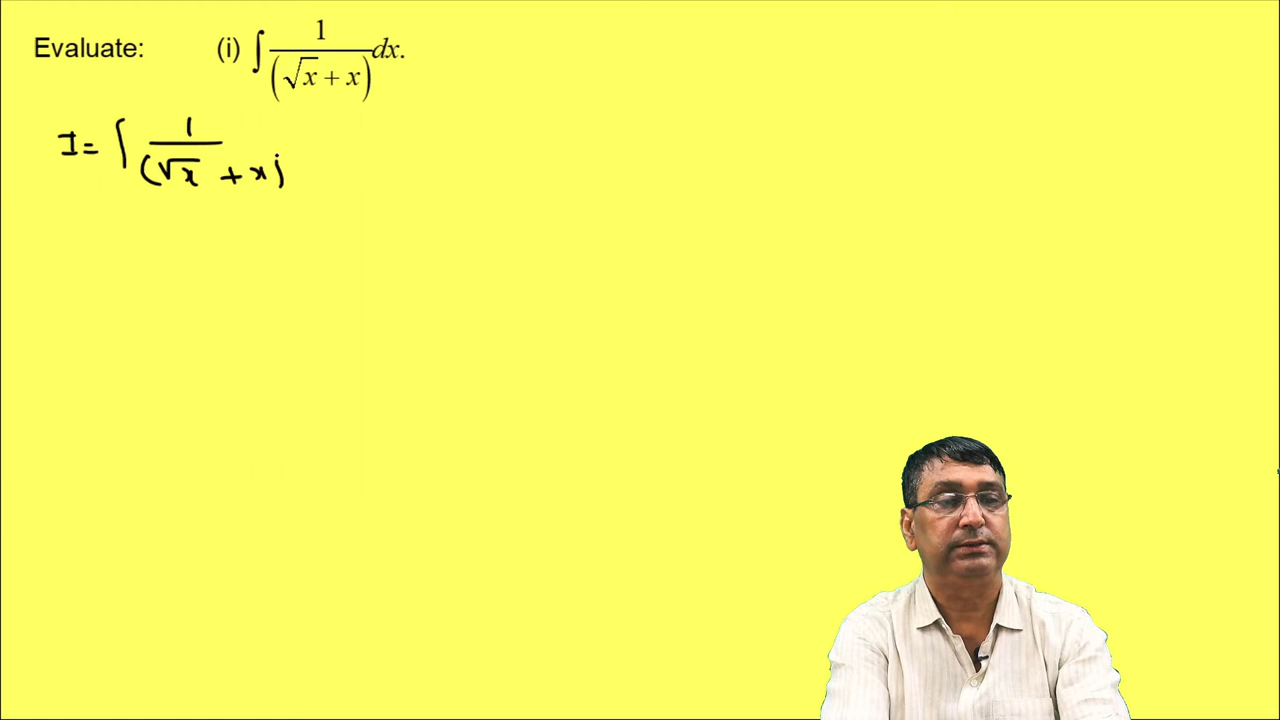 Evaluate: (i) ∫ 1/(√x + x) dx.
I = ∫ 1/(√x + x)